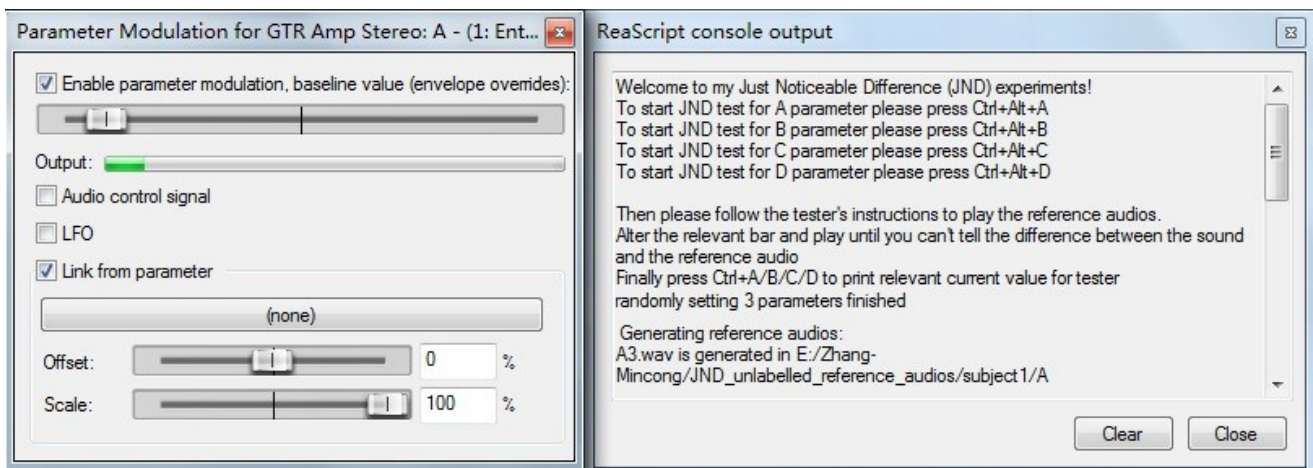 Parameter Modulation for GTR Amp Stereo: A - (1: Ent...
Enable parameter modulation, baseline value (envelope overrides):
Output:
Audio control signal
LFO
Link from parameter
(none)
Offset: 0 %
Scale: 100 %
ReaScript console output
Welcome to my Just Noticeable Difference (JND) experiments!
To start JND test for A parameter please press Ctrl+Alt+A
To start JND test for B parameter please press Ctrl+Alt+B
To start JND test for C parameter please press Ctrl+Alt+C
To start JND test for D parameter please press Ctrl+Alt+D
Then please follow the tester's instructions to play the reference audios.
Alter the relevant bar and play until you can't tell the difference between the sound
and the reference audio
Finally press Ctrl+A/B/C/D to print relevant current value for tester
randomly setting 3 parameters finished
Generating reference audios:
A3.wav is generated in E:/Zhang-
Mincong/JND_unlabelled_reference_audios/subject1/A
Clear Close